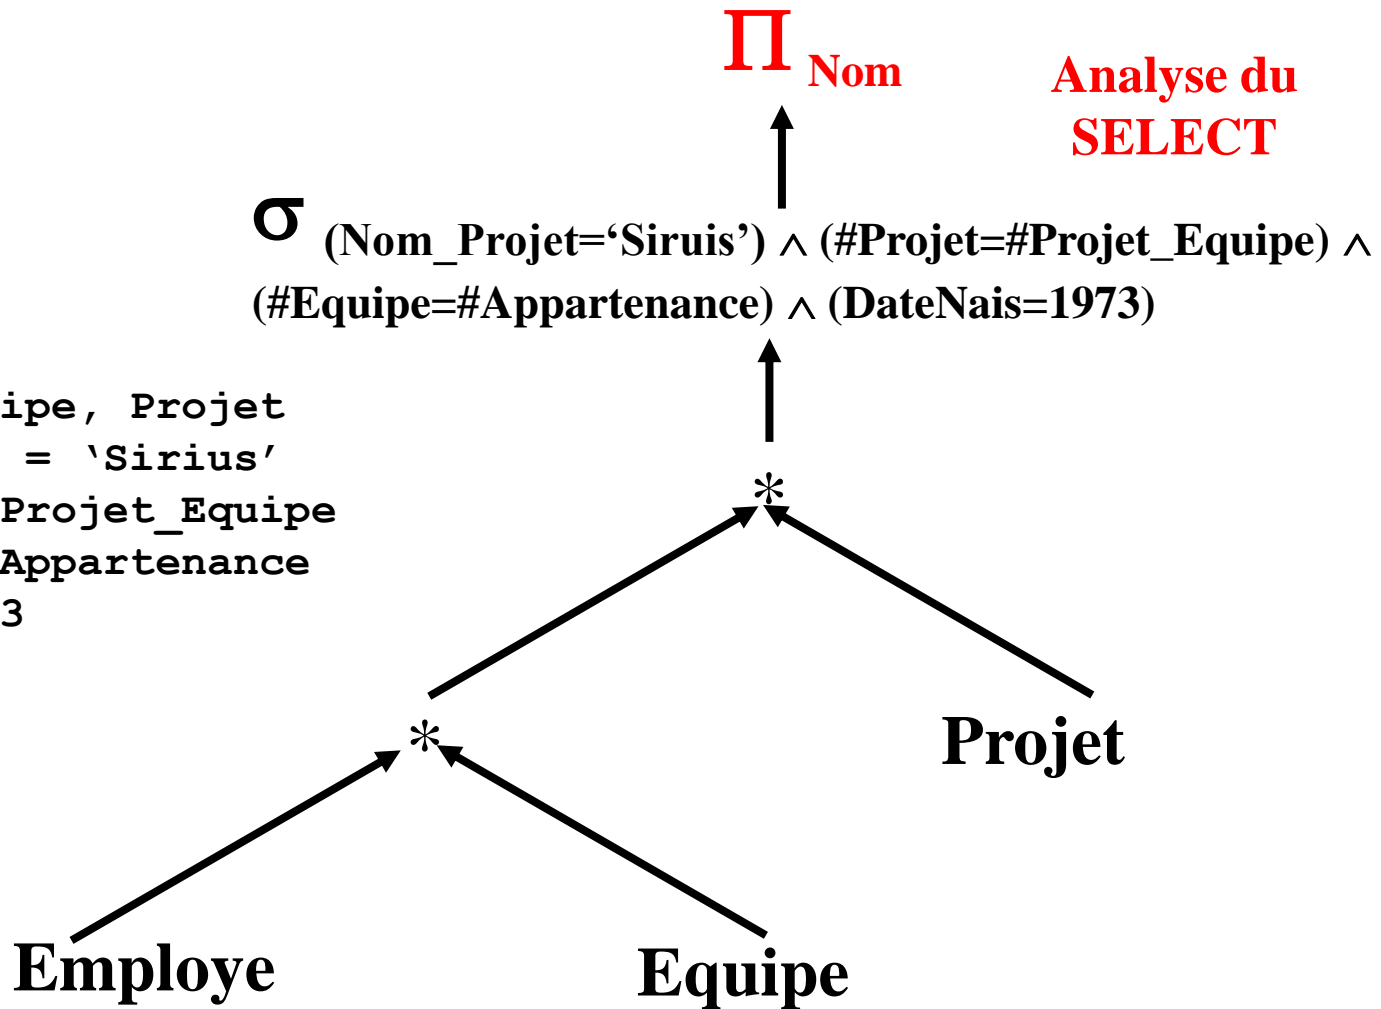 Π Nom
Analyse du
SELECT
σ (Nom_Projet=‘Siruis’) ∧ (#Projet=#Projet_Equipe) ∧
(#Equipe=#Appartenance) ∧ (DateNais=1973)
ipe, Projet
= ‘Sirius’
Projet_Equipe
Appartenance
3
*
*
Projet
Employe
Equipe